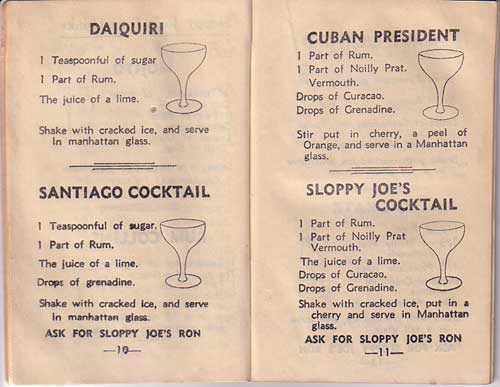 DAIQUIRI
1 Teaspoonful of sugar
1 Part of Rum.
The juice of a lime.
Shake with cracked ice, and serve
In manhattan glass.
SANTIAGO COCKTAIL
1 Teaspoonful of sugar.
1 Part of Rum.
The juice of a lime.
Drops of grenadine.
Shake with cracked ice, and serve
in manhattan glass.
ASK FOR SLOPPY JOE'S RON
—10—
CUBAN PRESIDENT
1 Part of Rum.
1 Part of Noilly Prat.
Vermouth.
Drops of Curacao.
Drops of Grenadine.
Stir put in cherry, a peel of
Orange, and serve in a Manhattan
glass.
SLOPPY JOE'S
COCKTAIL
1 Part of Rum.
1 Part of Noilly Prat
Vermouth.
The juice of a lime.
Drops of Curacao.
Drops of Grenadine.
Shake with cracked ice, put in a
cherry and serve in Manhattan
glass.
ASK FOR SLOPPY JOE'S RON
—11—